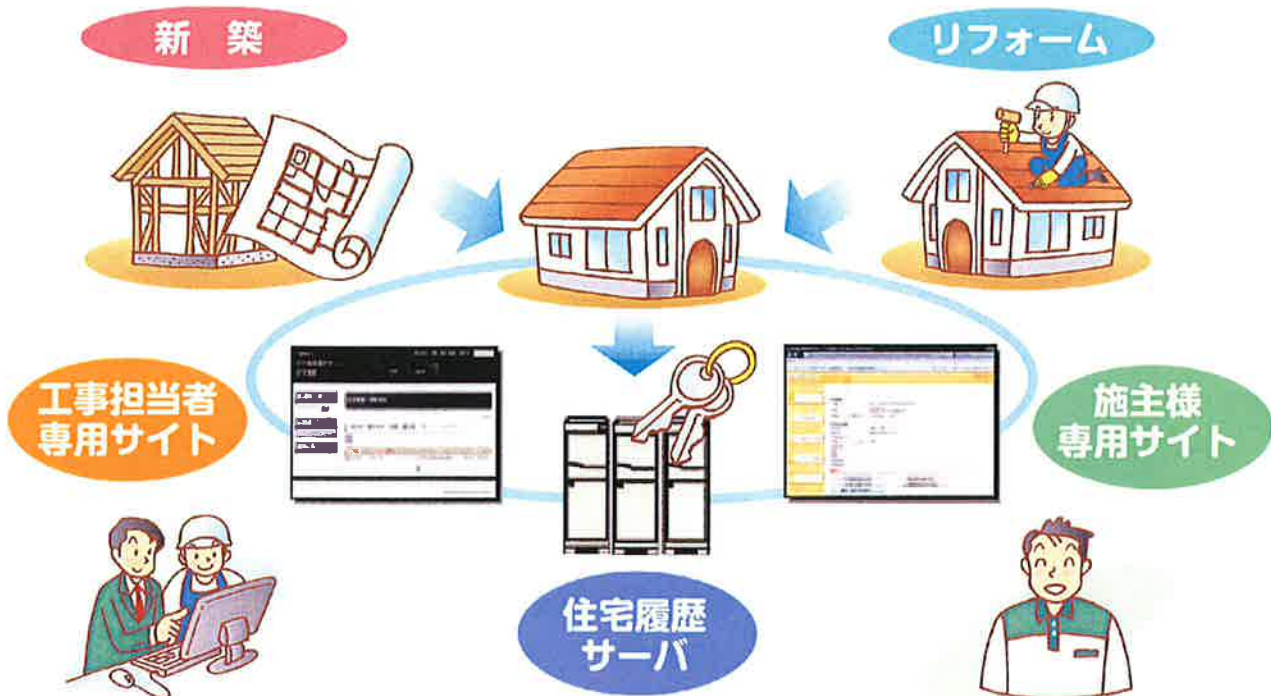 新築
リフォーム
工事担当者
専用サイト
施主様
専用サイト
住宅履歴
サーバ